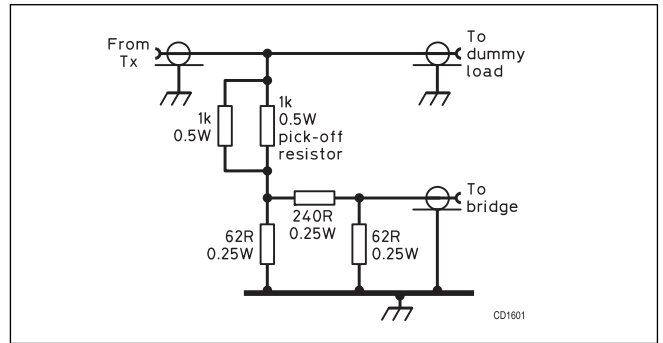 From
Tx
To
dummy
load
1k
0.5W
1k
0.5W
pick-off
resistor
To
bridge
240R
0.25W
62R
0.25W
62R
0.25W
CD1601